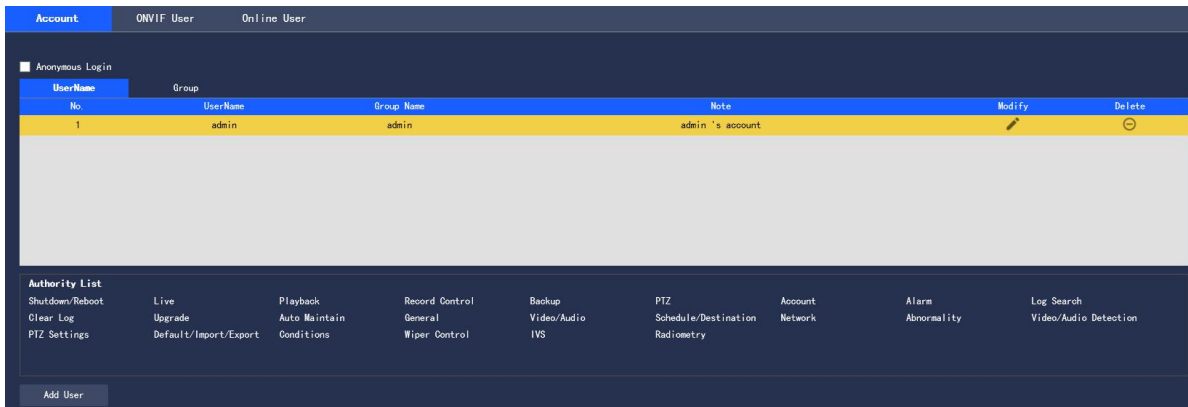 Account ONVIF User Online User
Anonymous Login
UserName Group
No. UserName Group Name Note Modify Delete
1 admin admin admin 's account
Authority List
Shutdown/Reboot Live Playback Record Control Backup PTZ Account Alarm Log Search
Clear Log Upgrade Auto Maintain General Video/Audio Schedule/Destination Network Abnormality Video/Audio Detection
PTZ Settings Default/Import/Export Conditions Wiper Control IVS Radiometry
Add User